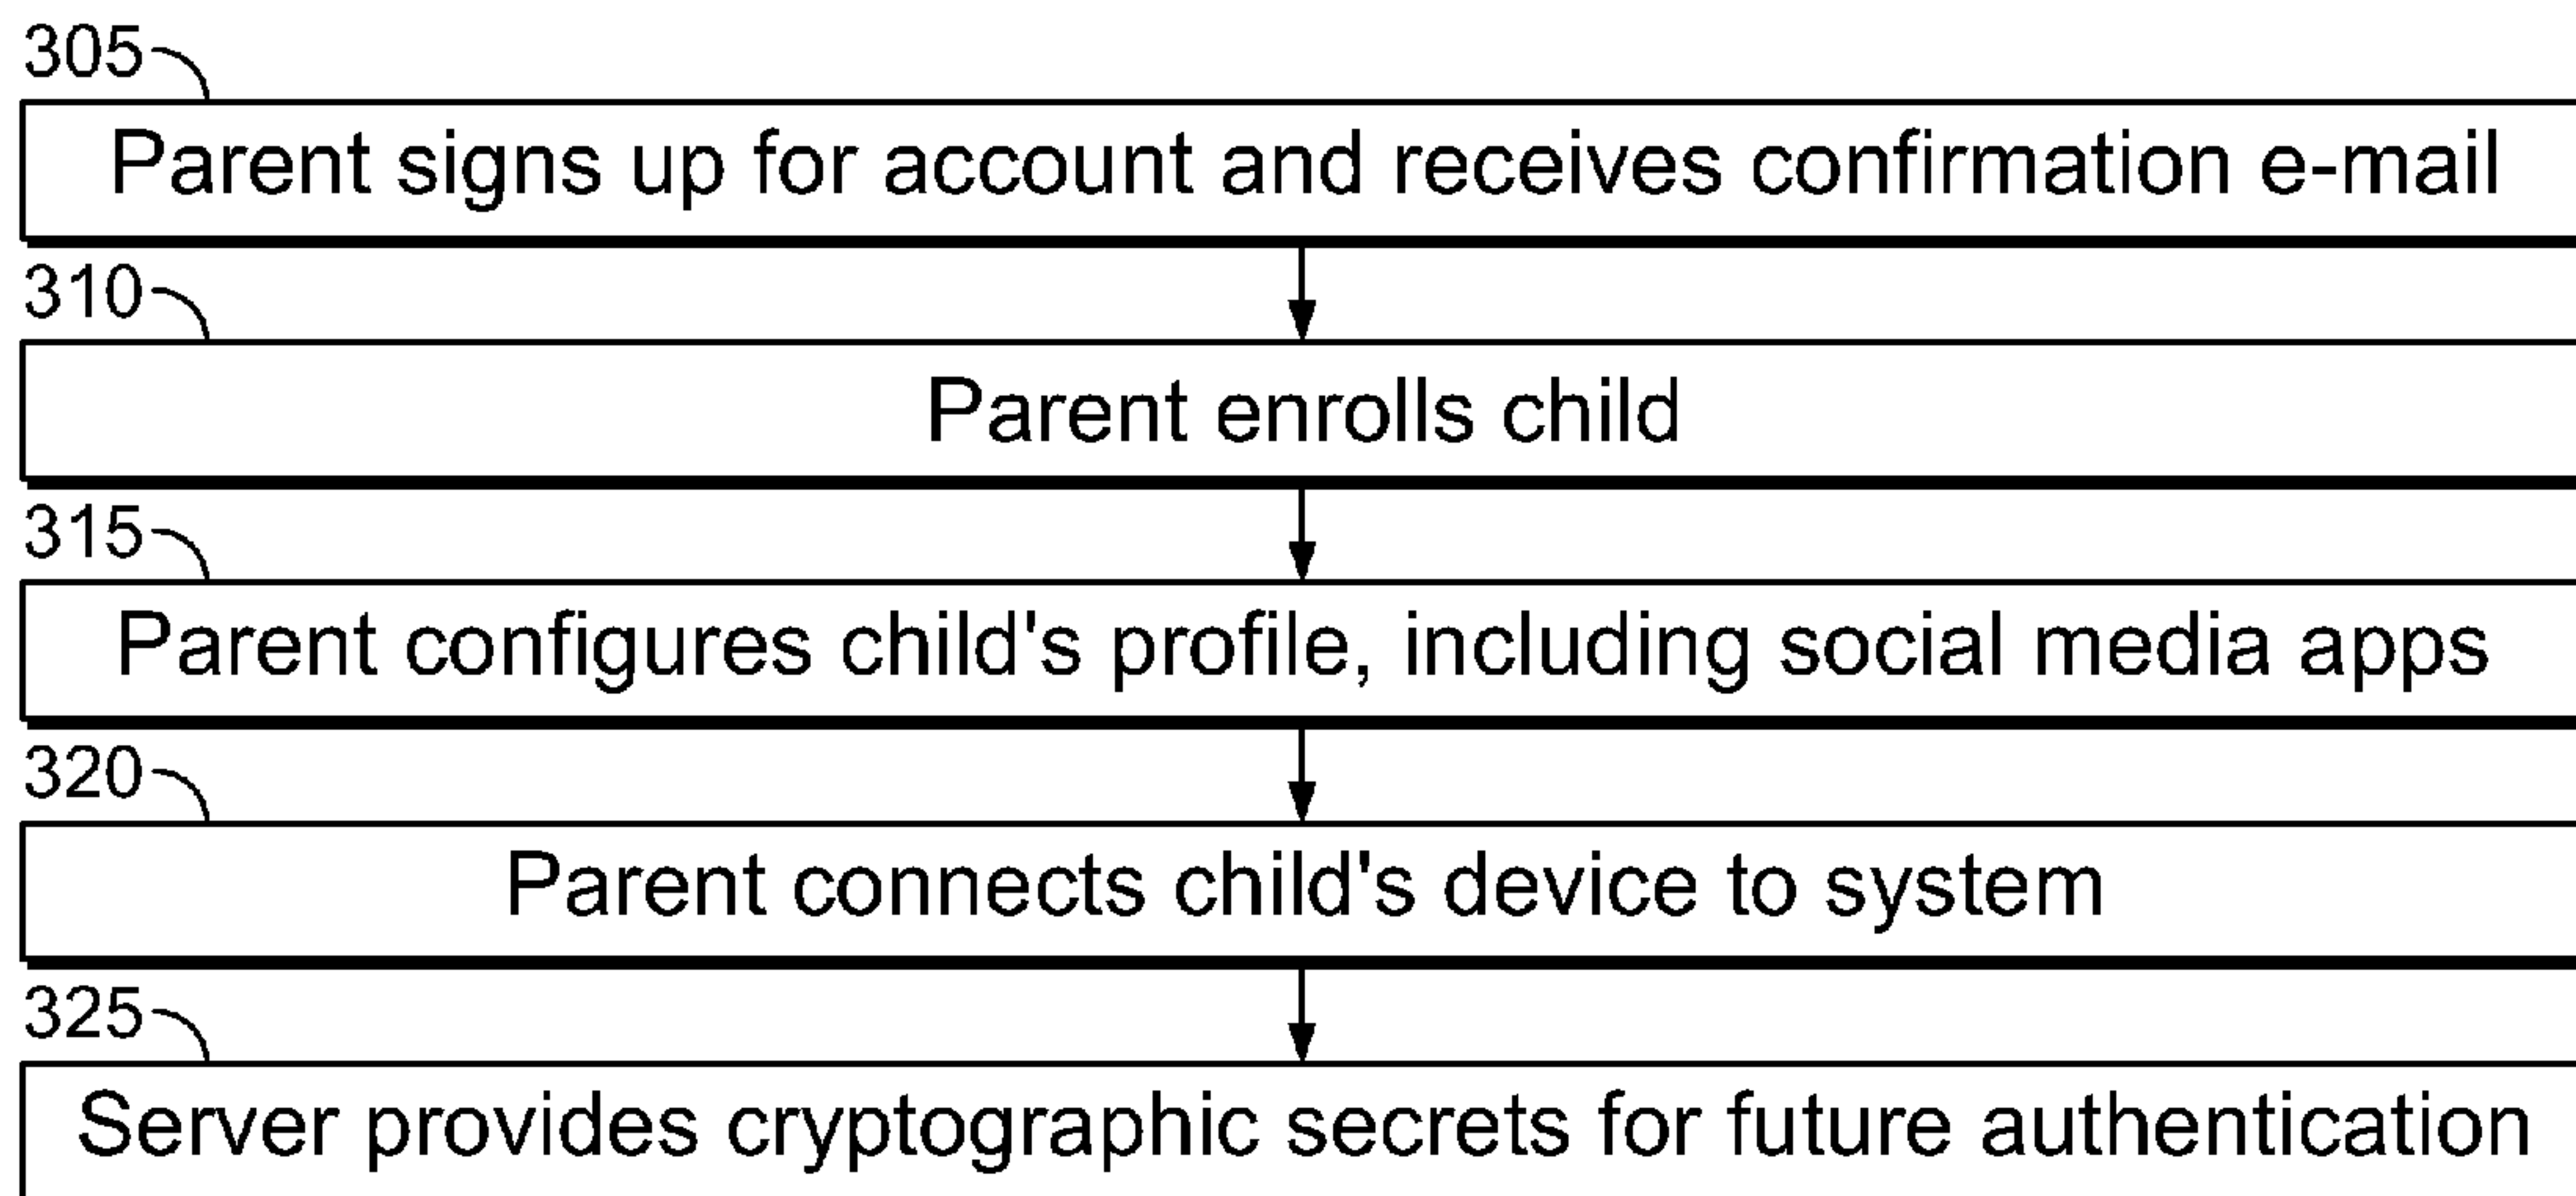 305
Parent signs up for account and receives confirmation e-mail
310
Parent enrolls child
315
Parent configures child's profile, including social media apps
320
Parent connects child's device to system
325
Server provides cryptographic secrets for future authentication